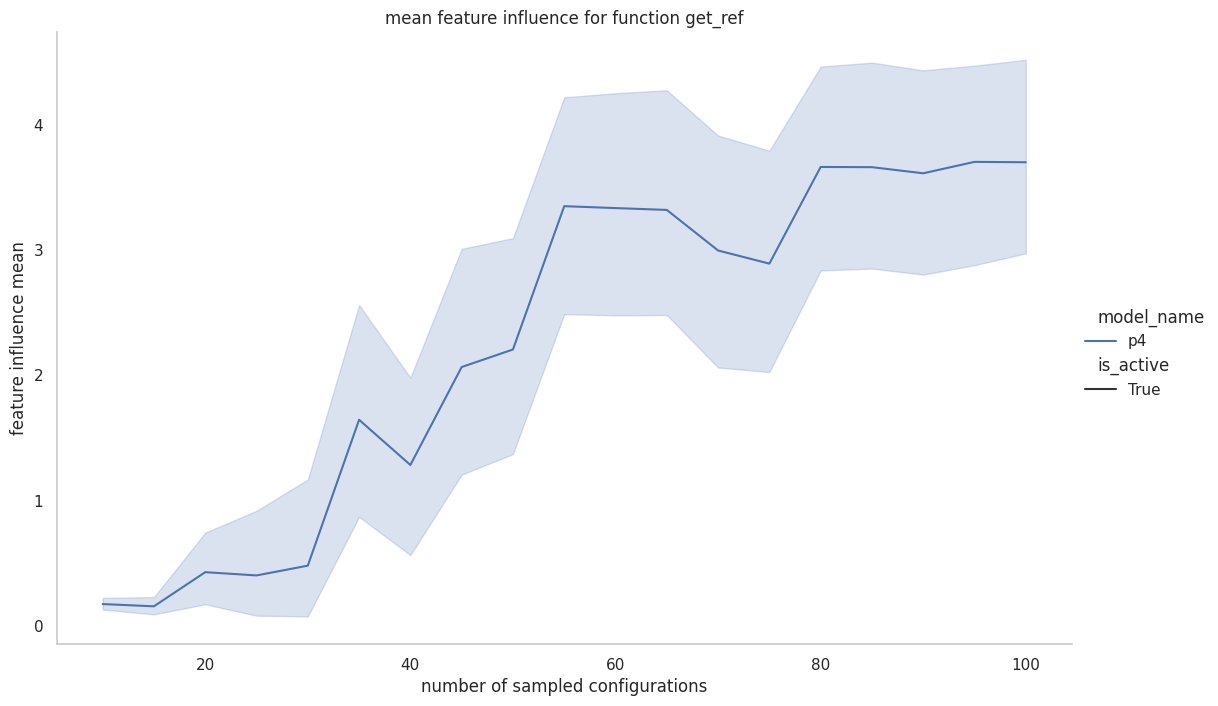 mean feature influence for function get_ref
feature influence mean
4
3
2
1
0
20
40
60
80
100
number of sampled configurations
model_name
p4
is_active
True